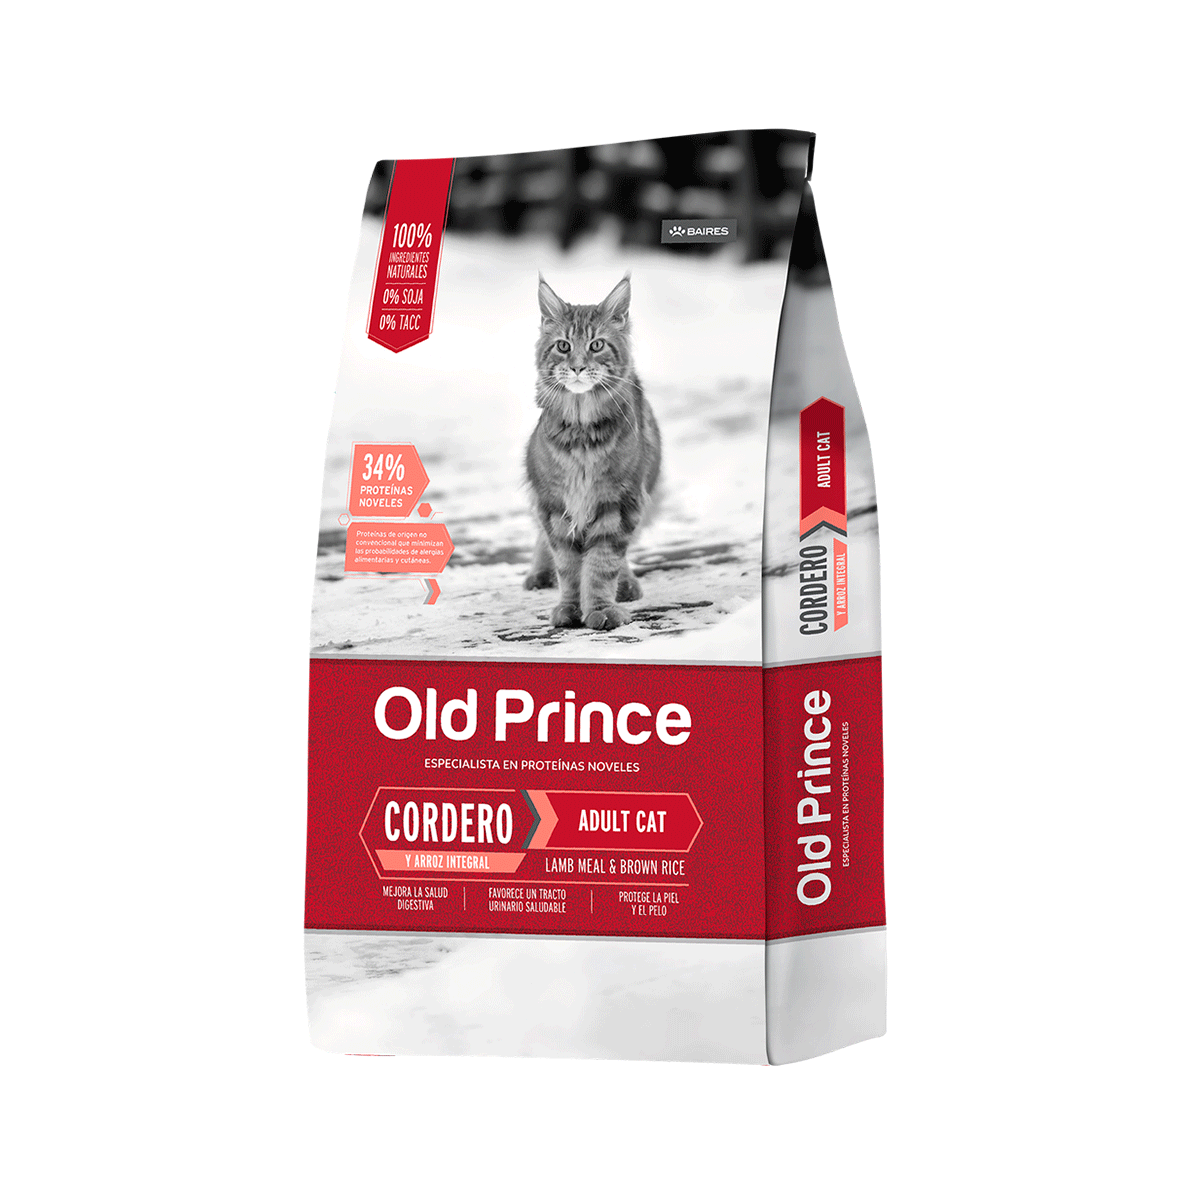 100%
INGREDIENTES
NATURALES
0% SOJA
0% TACC
BAIRES
34%
PROTEÍNAS
NOVELES
Proteínas de origen no
convencional que minimizan
las probabilidades de alergias
alimentarias y cutáneas.
Old Prince
ESPECIALISTA EN PROTEÍNAS NOVELES
CORDERO
Y ARROZ INTEGRAL
ADULT CAT
LAMB MEAL & BROWN RICE
MEJORA LA SALUD
DIGESTIVA
FAVORECE UN TRACTO
URINARIO SALUDABLE
PROTEGE LA PIEL
Y EL PELO
ADULT CAT
CORDERO
Y ARROZ INTEGRAL
Old Prince
ESPECIALISTA EN PROTEÍNAS NOVELES